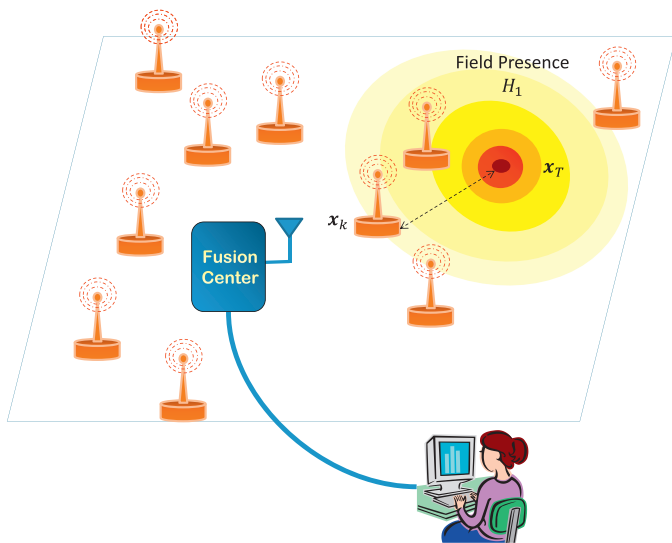 Field Presence
H₁
x_T
x_k
Fusion
Center